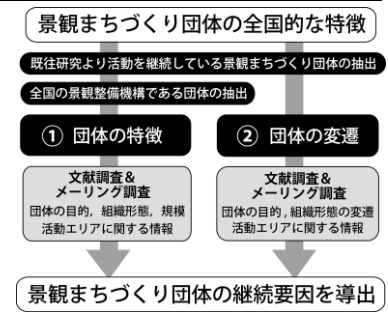 景観まちづくり団体の全国的な特徴
既往研究より活動を継続している景観まちづくり団体の抽出
全国の景観整備機構である団体の抽出
① 団体の特徴
文献調査&
メーリング調査
団体の目的, 組織形態, 規模
活動エリアに関する情報
② 団体の変遷
文献調査&
メーリング調査
団体の目的, 組織形態の変遷
活動エリアに関する情報
景観まちづくり団体の継続要因を導出